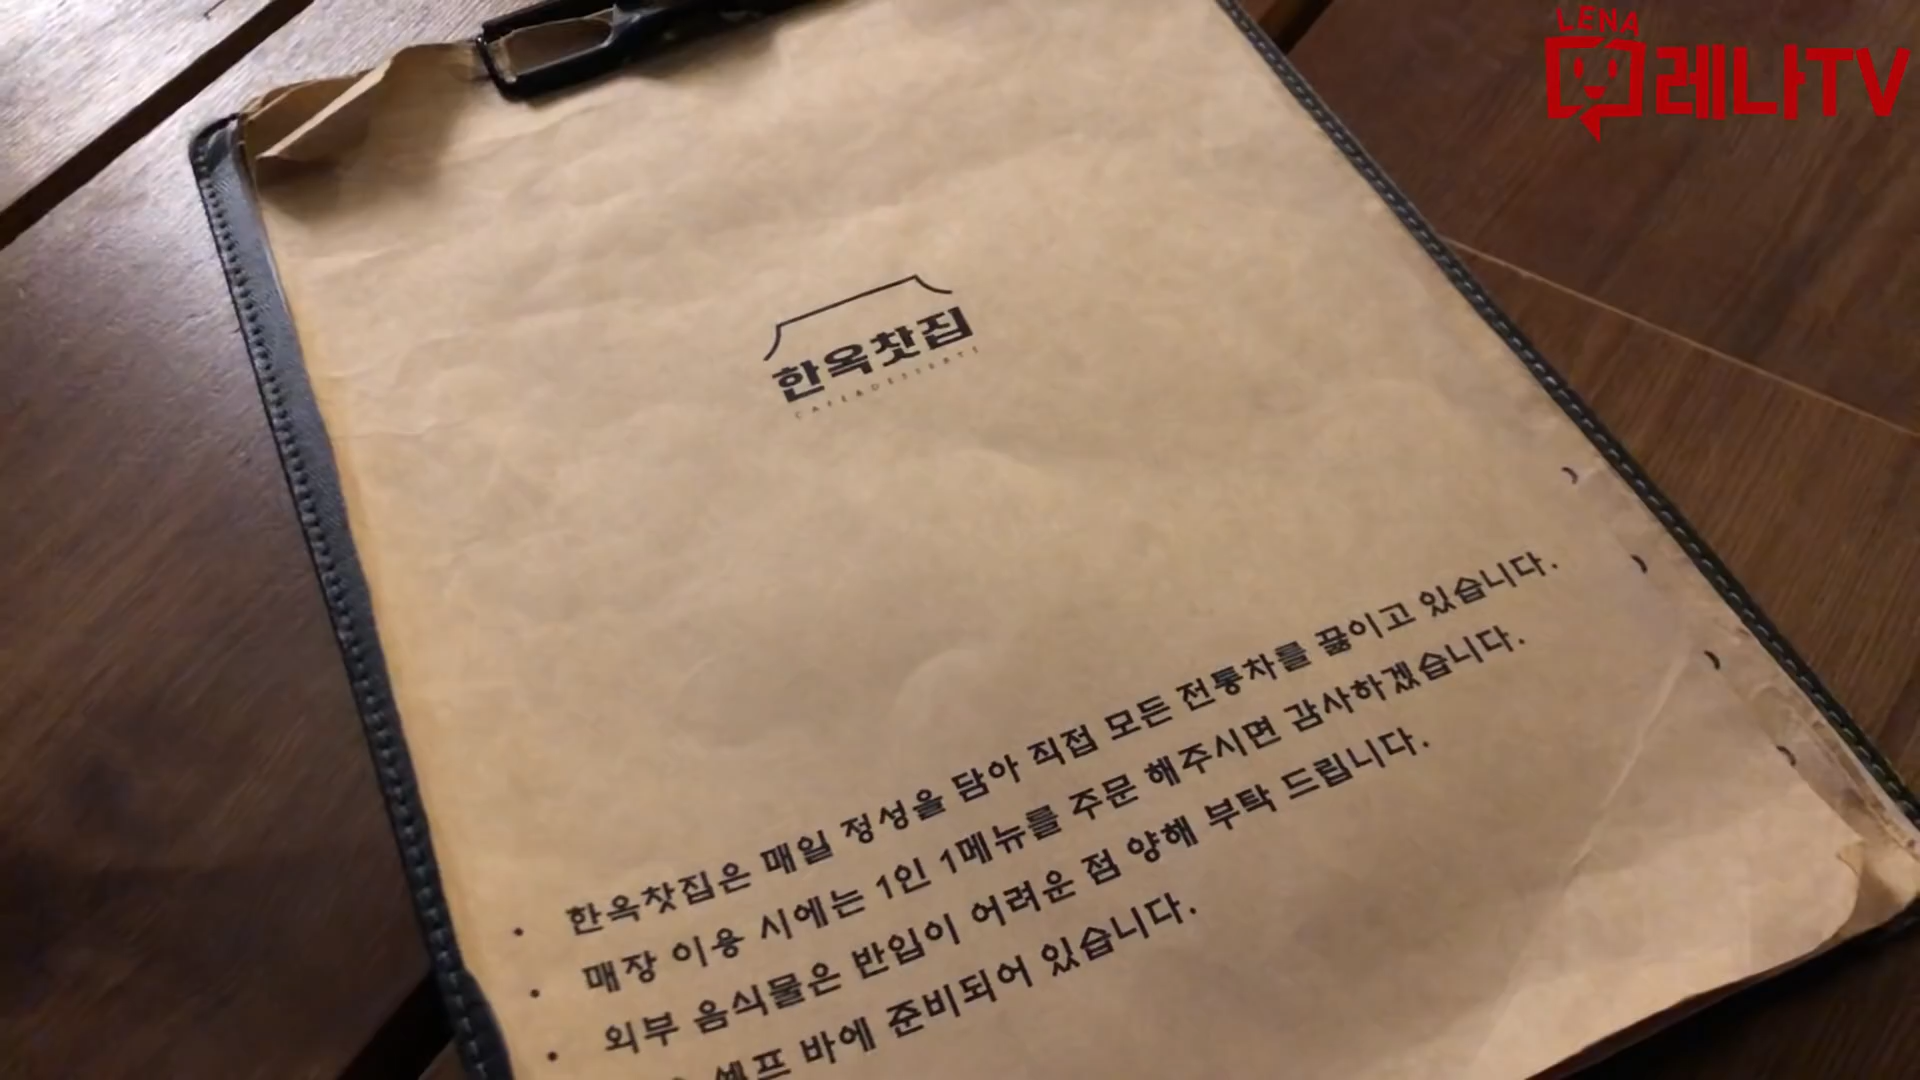 LENA
레나TV
한옥찻집
CAFE&DESSERTS
• 한옥찻집은 매일 정성을 담아 직접 모든 전통차를 끓이고 있습니다.
• 매장 이용 시에는 1인 1메뉴를 주문 해주시면 감사하겠습니다.
• 외부 음식물은 반입이 어려운 점 양해 부탁 드립니다.
셀프 바에 준비되어 있습니다.